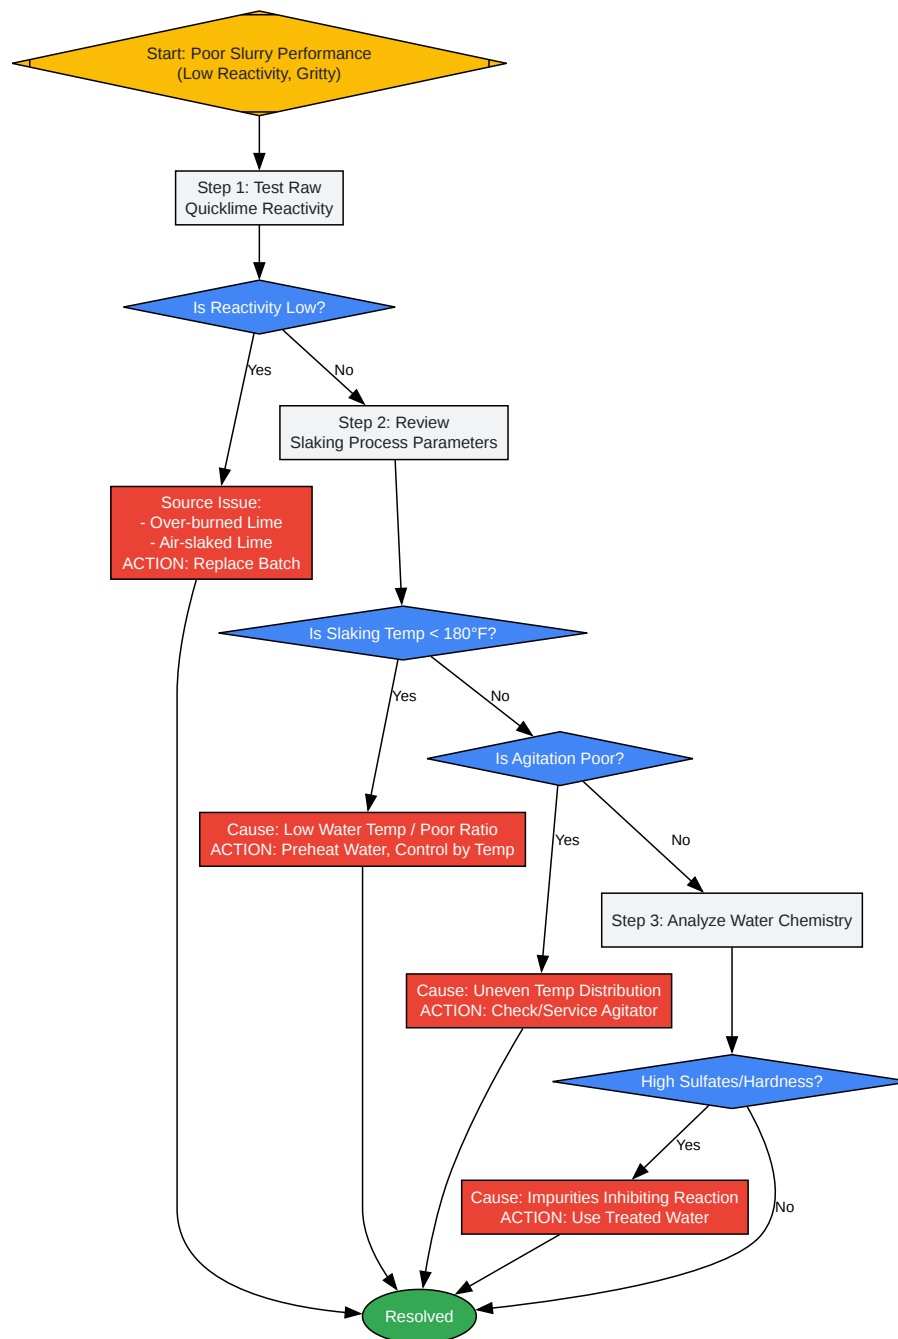 Start: Poor Slurry Performance
(Low Reactivity, Gritty)
Step 1: Test Raw
Quicklime Reactivity
Is Reactivity Low?
Yes
No
Step 2: Review
Slaking Process Parameters
Source Issue:
- Over-burned Lime
- Air-slaked Lime
ACTION: Replace Batch
Is Slaking Temp < 180°F?
Yes
No
Is Agitation Poor?
Cause: Low Water Temp / Poor Ratio
ACTION: Preheat Water, Control by Temp
Yes
No
Step 3: Analyze Water Chemistry
Cause: Uneven Temp Distribution
ACTION: Check/Service Agitator
High Sulfates/Hardness?
Yes
Cause: Impurities Inhibiting Reaction
ACTION: Use Treated Water
No
Resolved